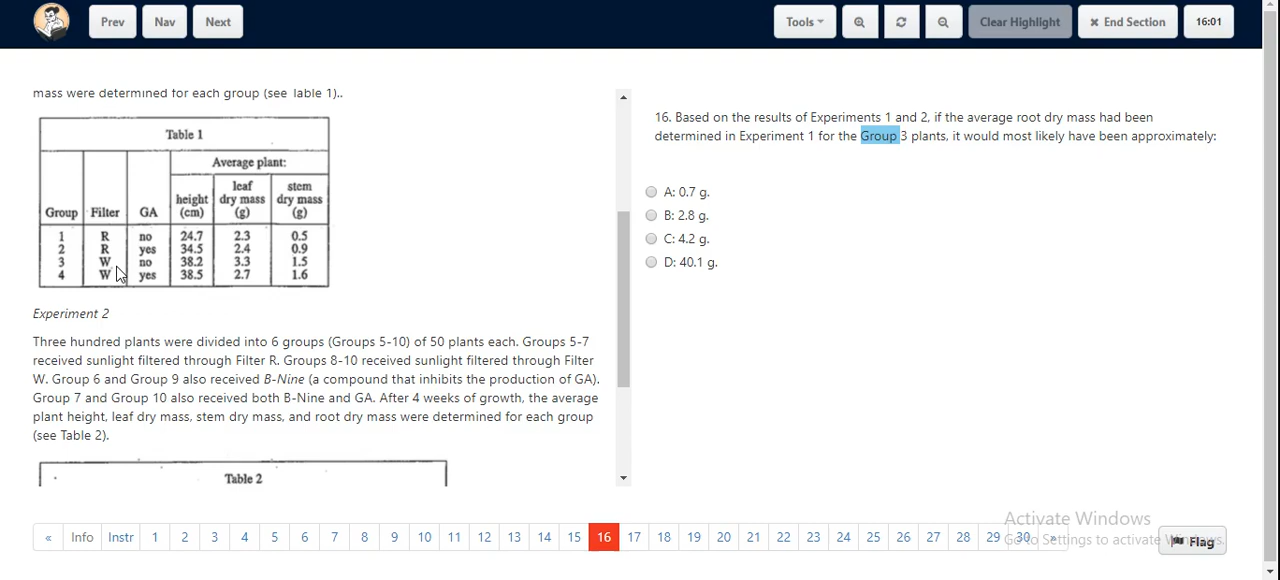 Prev Nav Next Tools Clear Highlight × End Section 16:01
mass were determined for each group (see Table 1)..
Table 1
Average plant:
Group Filter GA height (cm) leaf dry mass (g) stem dry mass (g)
1 R no 24.7 2.3 0.5
2 R yes 34.5 2.4 0.9
3 W no 38.2 3.3 1.5
4 W yes 38.5 2.7 1.6
Experiment 2
Three hundred plants were divided into 6 groups (Groups 5-10) of 50 plants each. Groups 5-7
received sunlight filtered through Filter R. Groups 8-10 received sunlight filtered through Filter
W. Group 6 and Group 9 also received B-Nine (a compound that inhibits the production of GA).
Group 7 and Group 10 also received both B-Nine and GA. After 4 weeks of growth, the average
plant height, leaf dry mass, stem dry mass, and root dry mass were determined for each group
(see Table 2).
Table 2
16. Based on the results of Experiments 1 and 2, if the average root dry mass had been
determined in Experiment 1 for the Group 3 plants, it would most likely have been approximately:
A: 0.7 g.
B: 2.8 g.
C: 4.2 g.
D: 40.1 g.
« Info Instr 1 2 3 4 5 6 7 8 9 10 11 12 13 14 15 16 17 18 19 20 21 22 23 24 25 26 27 28 29 30 »
Flag
Activate Windows
Go to Settings to activate Windows.